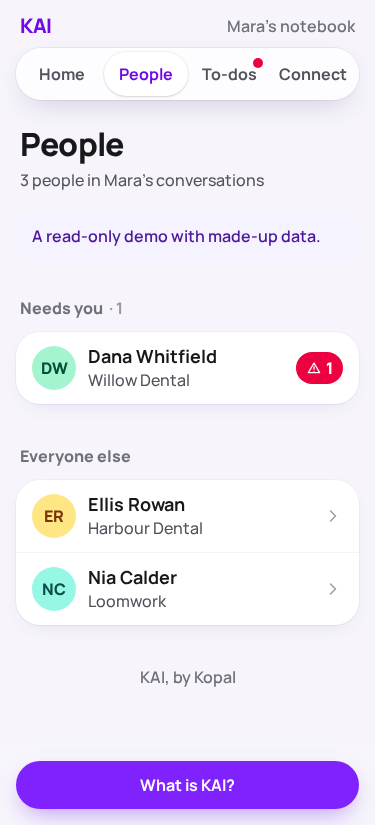 KAI
Mara's notebook
Home
People
To-dos
Connect
People
3 people in Mara's conversations
A read-only demo with made-up data.
Needs you · 1
DW
Dana Whitfield
Willow Dental
1
Everyone else
ER
Ellis Rowan
Harbour Dental
NC
Nia Calder
Loomwork
KAI, by Kopal
What is KAI?